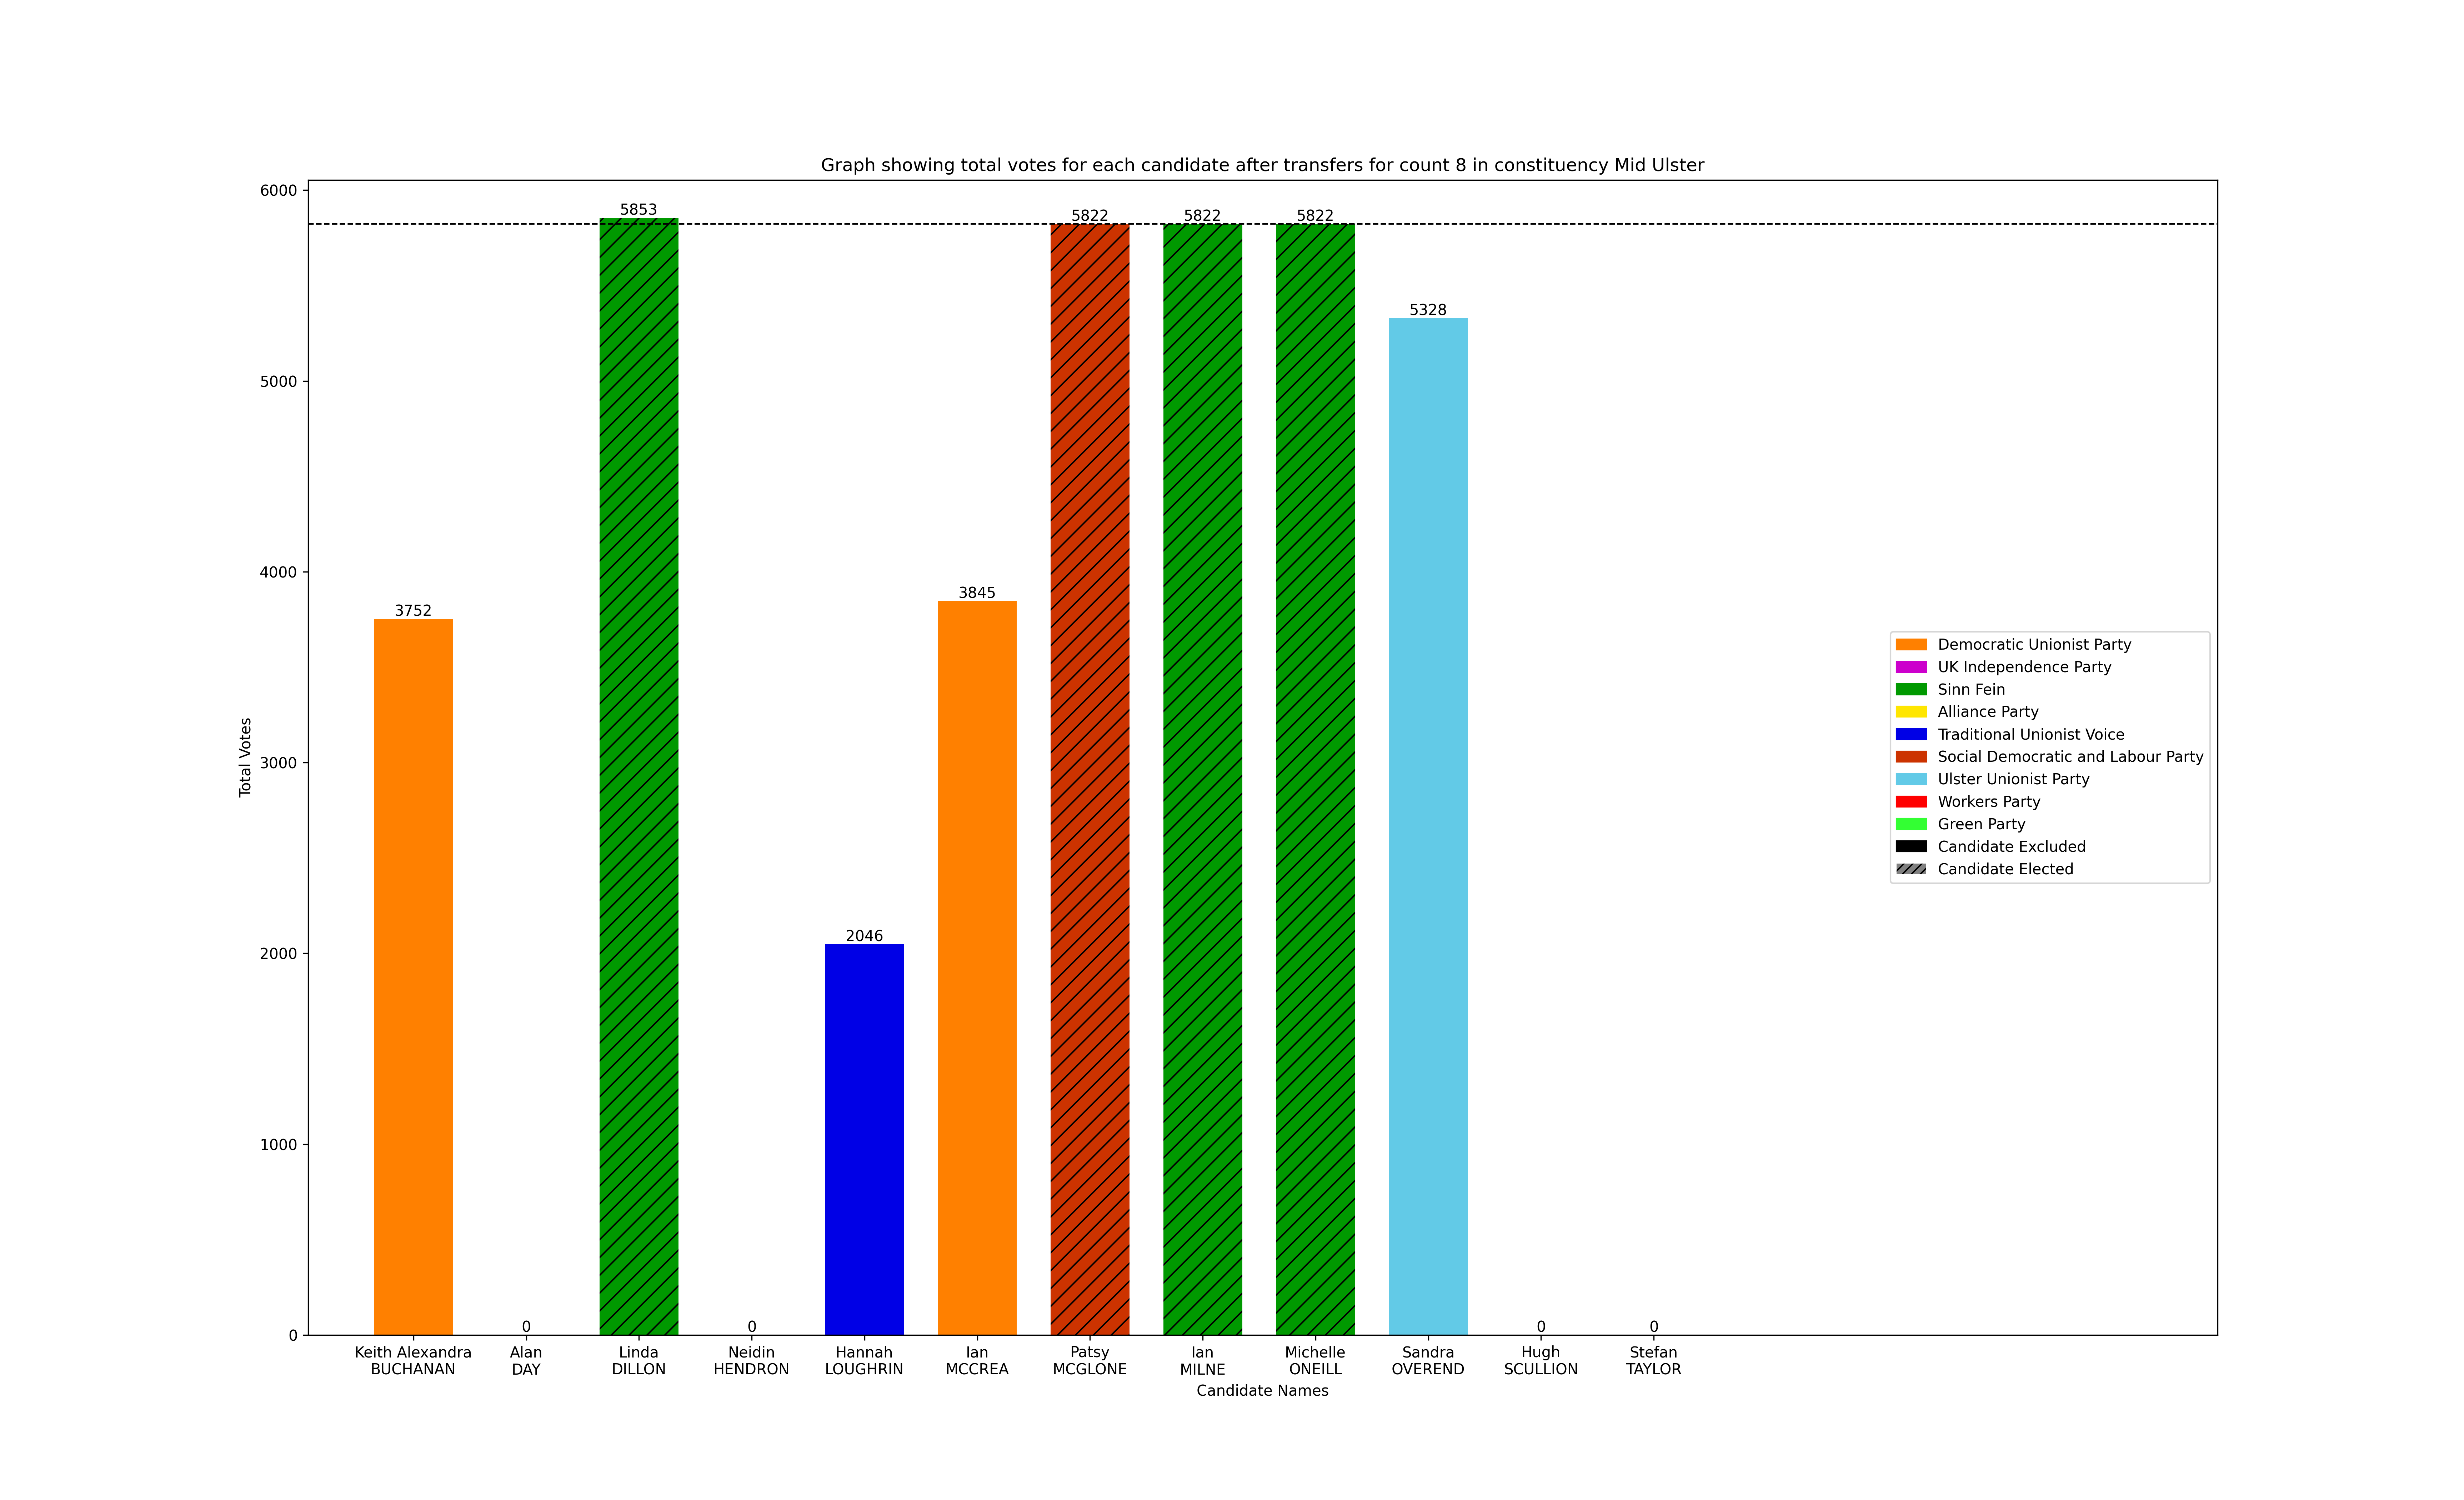 Graph showing total votes for each candidate after transfers for count 8 in constituency Mid Ulster
6000
5000
4000
3000
2000
1000
0
Total Votes
3752
0
5853
0
2046
3845
5822
5822
5822
5328
0
0
Keith Alexandra
BUCHANAN
Alan
DAY
Linda
DILLON
Neidin
HENDRON
Hannah
LOUGHRIN
Ian
MCCREA
Patsy
MCGLONE
Ian
MILNE
Michelle
ONEILL
Sandra
OVEREND
Hugh
SCULLION
Stefan
TAYLOR
Candidate Names
Democratic Unionist Party
UK Independence Party
Sinn Fein
Alliance Party
Traditional Unionist Voice
Social Democratic and Labour Party
Ulster Unionist Party
Workers Party
Green Party
Candidate Excluded
Candidate Elected